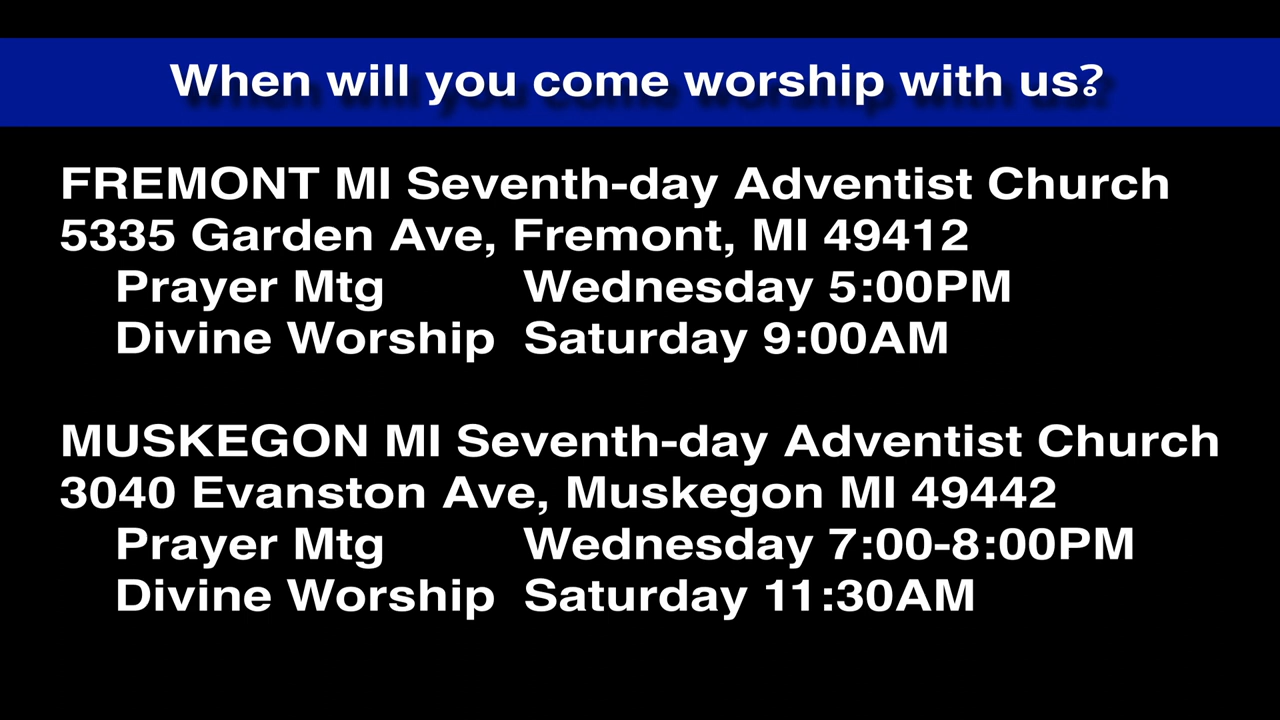 When will you come worship with us?
FREMONT MI Seventh-day Adventist Church
5335 Garden Ave, Fremont, MI 49412
Prayer Mtg Wednesday 5:00PM
Divine Worship Saturday 9:00AM
MUSKEGON MI Seventh-day Adventist Church
3040 Evanston Ave, Muskegon MI 49442
Prayer Mtg Wednesday 7:00-8:00PM
Divine Worship Saturday 11:30AM